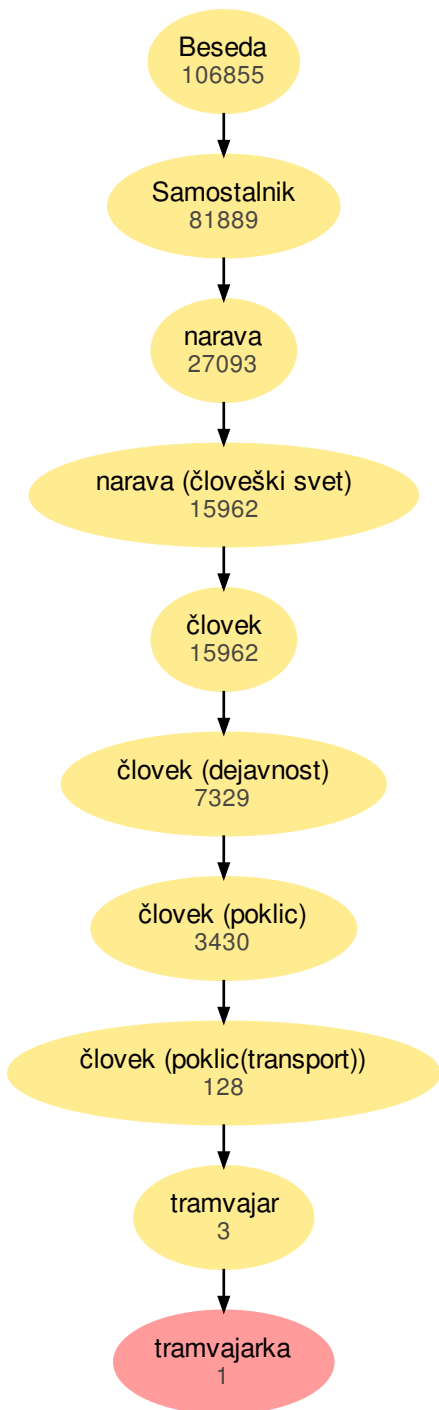 Beseda
106855
Samostalnik
81889
narava
27093
narava (človeški svet)
15962
človek
15962
človek (dejavnost)
7329
človek (poklic)
3430
človek (poklic(transport))
128
tramvajar
3
tramvajarka
1